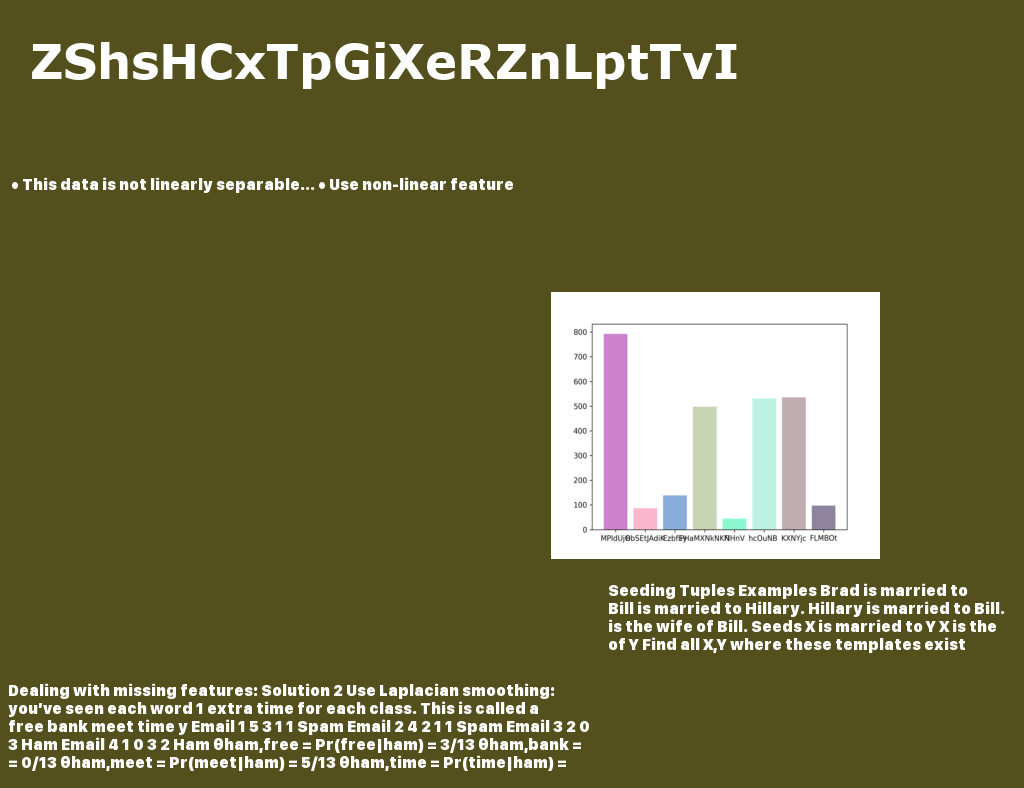 ZShsHCxTpGiXeRZnLptTvI
• This data is not linearly separable... • Use non-linear feature
800
700
600
500
400
300
200
100
0
hcOuNB KXNYjc FLMBOt
Seeding Tuples Examples Brad is married to
Bill is married to Hillary. Hillary is married to Bill.
is the wife of Bill. Seeds X is married to Y X is the
of Y Find all X,Y where these templates exist
Dealing with missing features: Solution 2 Use Laplacian smoothing:
you’ve seen each word 1 extra time for each class. This is called a
free bank meet time y Email 1 5 3 1 1 Spam Email 2 4 2 1 1 Spam Email 3 2 0
3 Ham Email 4 1 0 3 2 Ham θham,free = Pr(free|ham) = 3/13 θham,bank =
= 0/13 θham,meet = Pr(meet|ham) = 5/13 θham,time = Pr(time|ham) =